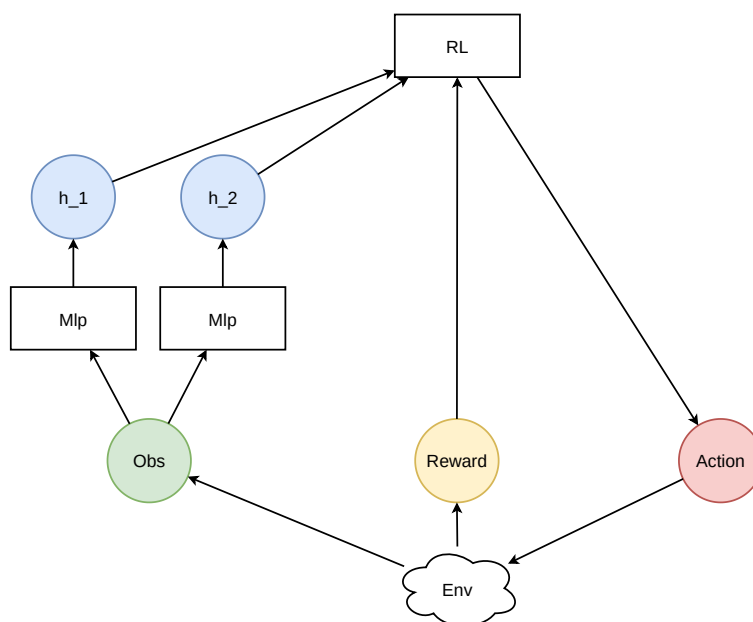 RL
h_1
h_2
Mlp
Mlp
Obs
Reward
Action
Env